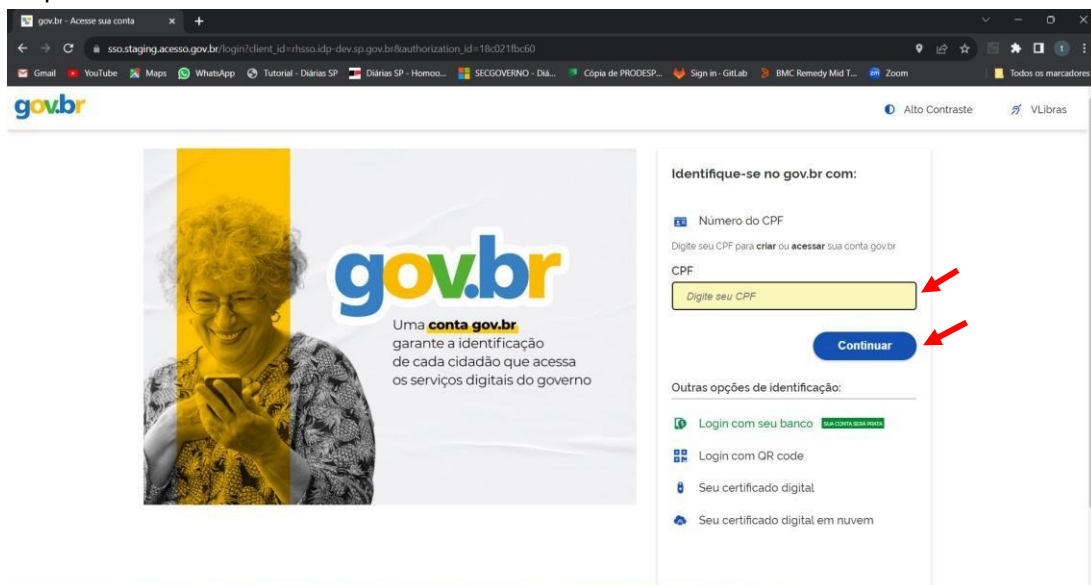 gov.br - Acesse sua conta
sso.staging.acesso.gov.br/login?client_id=rhsso.idp-dev.sp.gov.br&authorization_id=18c021fbc60
Gmail YouTube Maps WhatsApp Tutorial - Diárias SP Diárias SP - Homoo... SECGOVERNO - Diá... Cópia de PRODESP... Sign in · GitLab BMC Remedy Mid T... Zoom Todos os marcadores
gov.br Alto Contraste VLibras
Identifique-se no gov.br com:
Número do CPF
Digite seu CPF para criar ou acessar sua conta gov.br
CPF
Digite seu CPF
Continuar
gov.br
Uma conta gov.br
garante a identificação
de cada cidadão que acessa
os serviços digitais do governo
Outras opções de identificação:
Login com seu banco SUA CONTA SERÁ PRATA
Login com QR code
Seu certificado digital
Seu certificado digital em nuvem